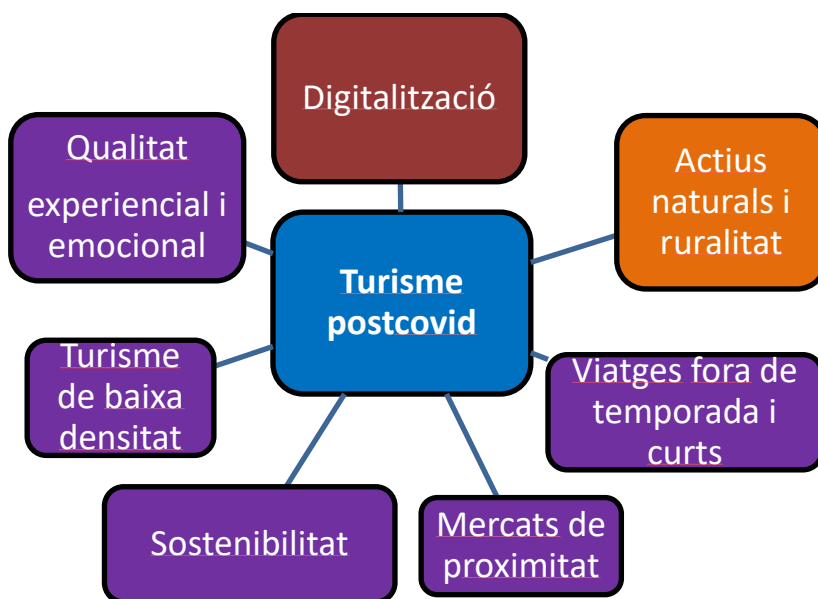 Digitalització
Qualitat
experiencial i
emocional
Actius
naturals i
ruralitat
Turisme
postcovid
Turisme
de baixa
densitat
Viatges fora de
temporada i
curts
Sostenibilitat
Mercats de
proximitat